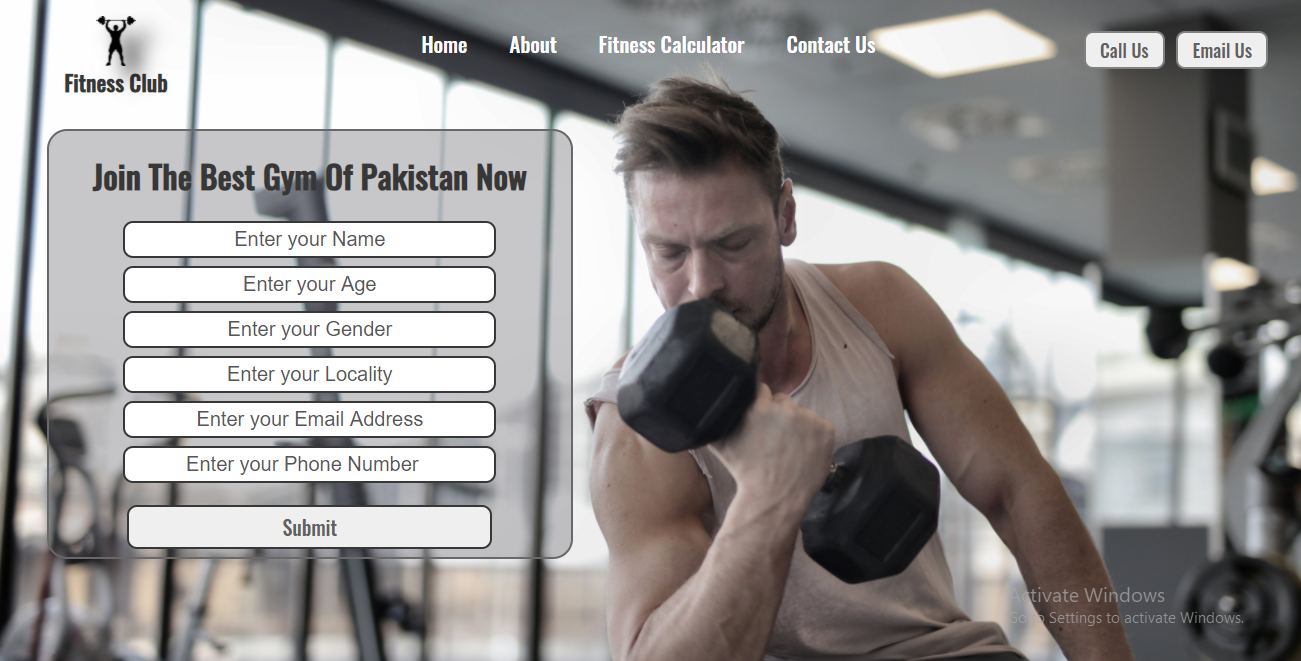 Fitness Club
Home
About
Fitness Calculator
Contact Us
Call Us
Email Us
Join The Best Gym Of Pakistan Now
Enter your Name
Enter your Age
Enter your Gender
Enter your Locality
Enter your Email Address
Enter your Phone Number
Submit
Activate Windows
Go to Settings to activate Windows.